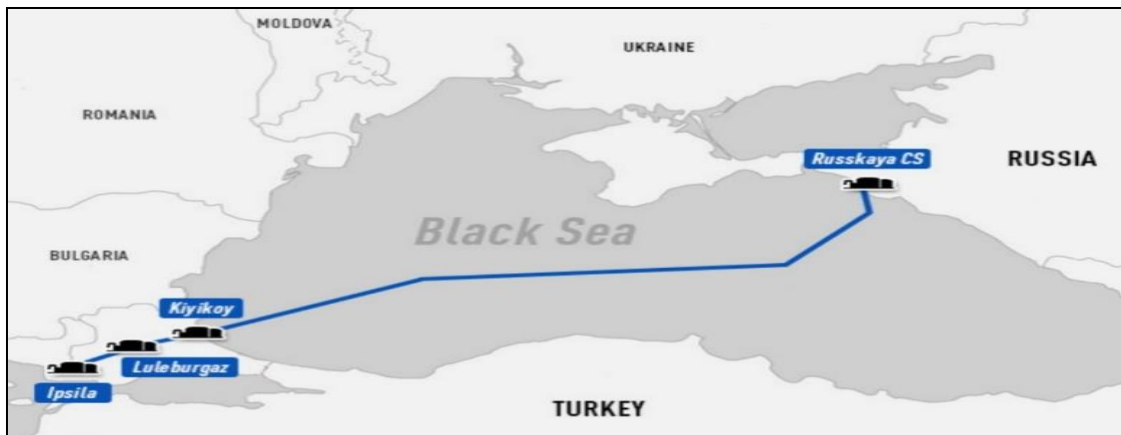 MOLDOVA
UKRAINE
ROMANIA
Russkaya CS
RUSSIA
Black Sea
BULGARIA
Kiyikoy
Luleburgaz
Ipsila
TURKEY